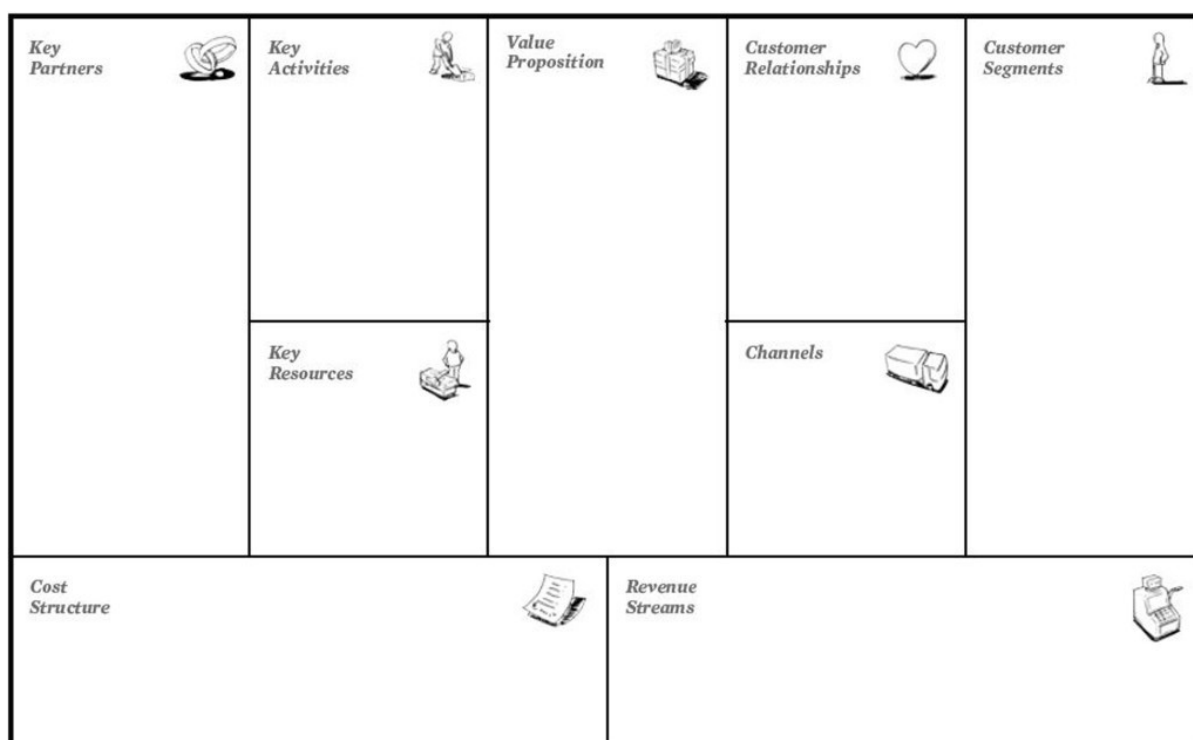 Key
Partners
Key
Activities
Value
Proposition
Customer
Relationships
Customer
Segments
Key
Resources
Channels
Cost
Structure
Revenue
Streams